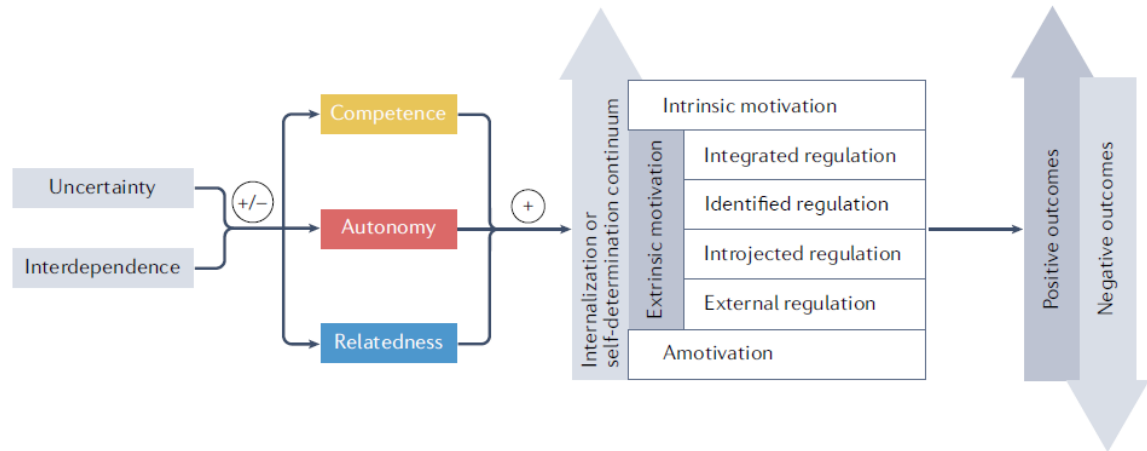 Uncertainty
Interdependence
+/−
Competence
Autonomy
Relatedness
+
Internalization or
self-determination continuum
Extrinsic motivation
Intrinsic motivation
Integrated regulation
Identified regulation
Introjected regulation
External regulation
Amotivation
Positive outcomes
Negative outcomes